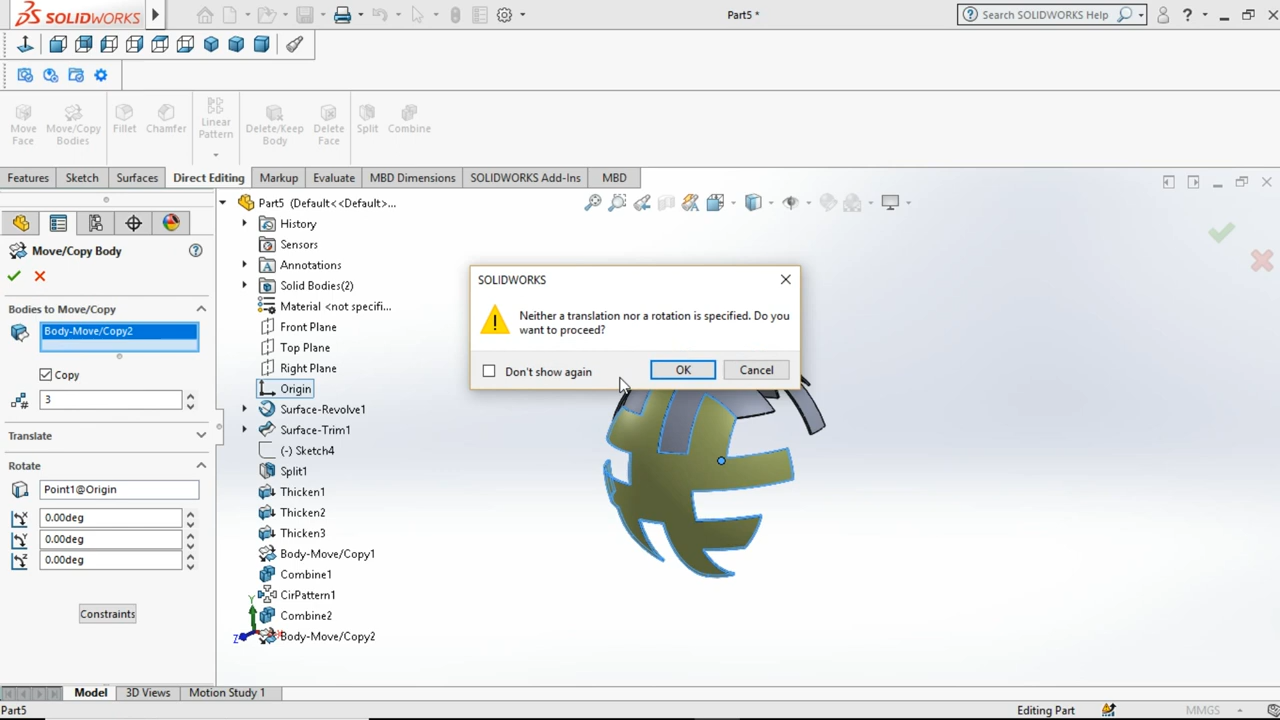 SOLIDWORKS
Part5 *
Search SOLIDWORKS Help
?
Move Face
Move/Copy Bodies
Fillet
Chamfer
Linear Pattern
Delete/Keep Body
Delete Face
Split
Combine
Features
Sketch
Surfaces
Direct Editing
Markup
Evaluate
MBD Dimensions
SOLIDWORKS Add-Ins
MBD
Move/Copy Body
Bodies to Move/Copy
Body-Move/Copy2
Copy
3
Translate
Rotate
Point1@Origin
0.00deg
0.00deg
0.00deg
Constraints
Part5 (Default<<Default>...
History
Sensors
Annotations
Solid Bodies(2)
Material <not specifi...
Front Plane
Top Plane
Right Plane
Origin
Surface-Revolve1
Surface-Trim1
(-) Sketch4
Split1
Thicken1
Thicken2
Thicken3
Body-Move/Copy1
Combine1
CirPattern1
Combine2
Body-Move/Copy2
Y
Z
SOLIDWORKS
Neither a translation nor a rotation is specified. Do you
want to proceed?
Don't show again
OK
Cancel
Model
3D Views
Motion Study 1
Part5
Editing Part
MMGS